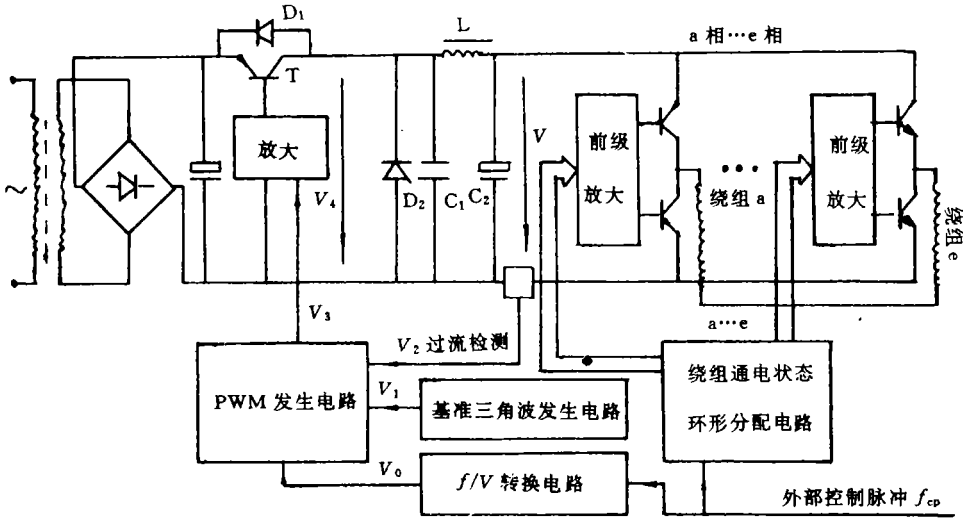 D₁
L
a 相…e 相
T
放大
V₄
D₂
C₁
C₂
V
前级
放大
绕组 a
前级
放大
绕组 e
~
V₃
V₂ 过流检测
a…e
PWM 发生电路
V₁
基准三角波发生电路
绕组通电状态
环形分配电路
V₀
f/V 转换电路
外部控制脉冲 f_cp